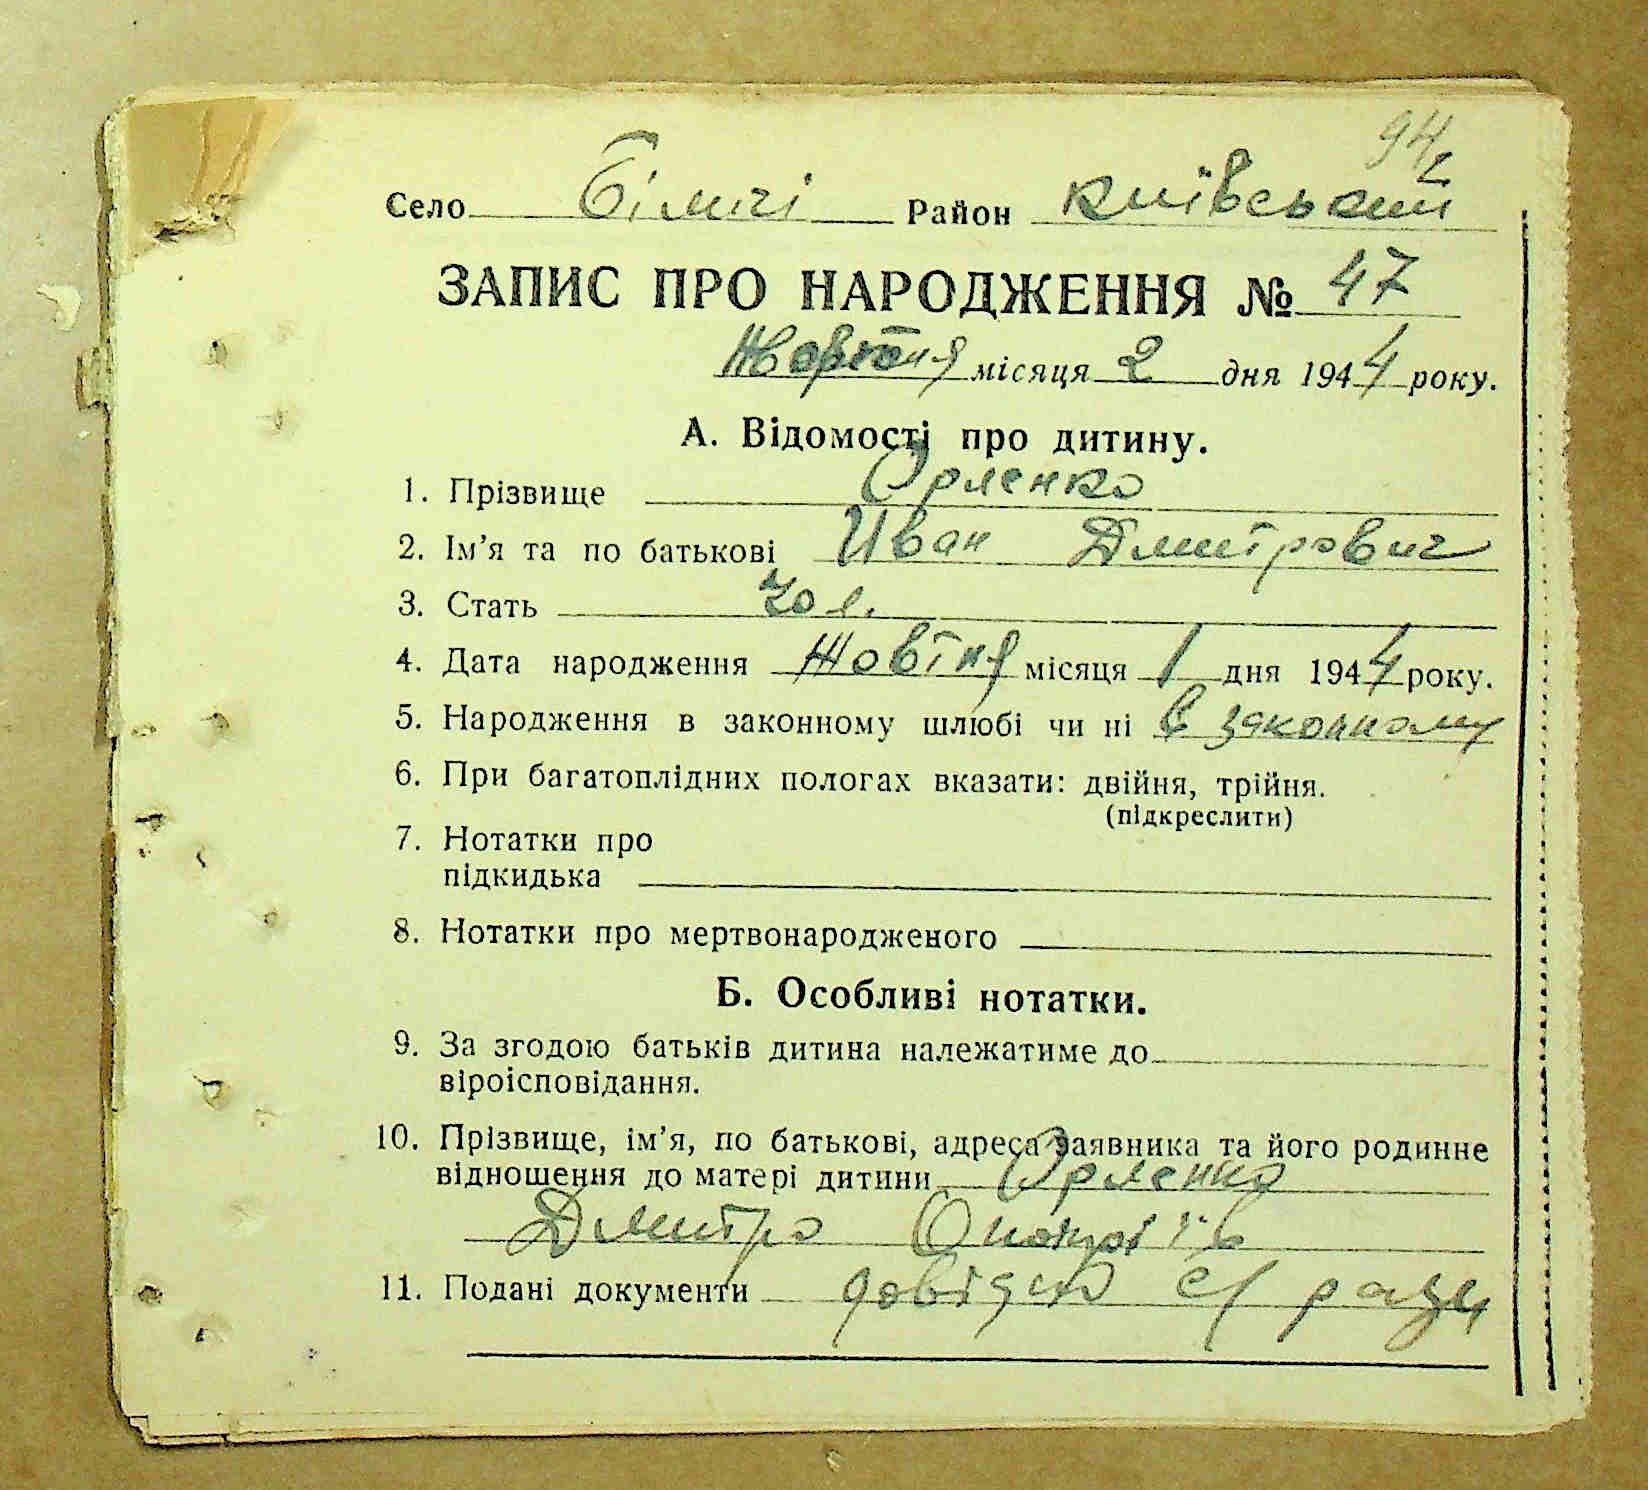 94
Село Білічі Район Київський
ЗАПИС ПРО НАРОДЖЕННЯ № 47
Жовтня місяця 2 дня 1944 року.
А. Відомості про дитину.
1. Прізвище Орленко
2. Ім’я та по батькові Иван Дмитрович
3. Стать чол.
4. Дата народження Жовтня місяця 1 дня 1944 року.
5. Народження в законному шлюбі чи ні в законному
6. При багатоплідних пологах вказати: двійня, трійня.
(підкреслити)
7. Нотатки про
підкидька
8. Нотатки про мертвонародженого
Б. Особливі нотатки.
9. За згодою батьків дитина належатиме до
віроісповідання.
10. Прізвище, ім’я, по батькові, адреса заявника та його родинне
відношення до матері дитини Орленко
Дмитро
11. Подані документи довідка с/ ради